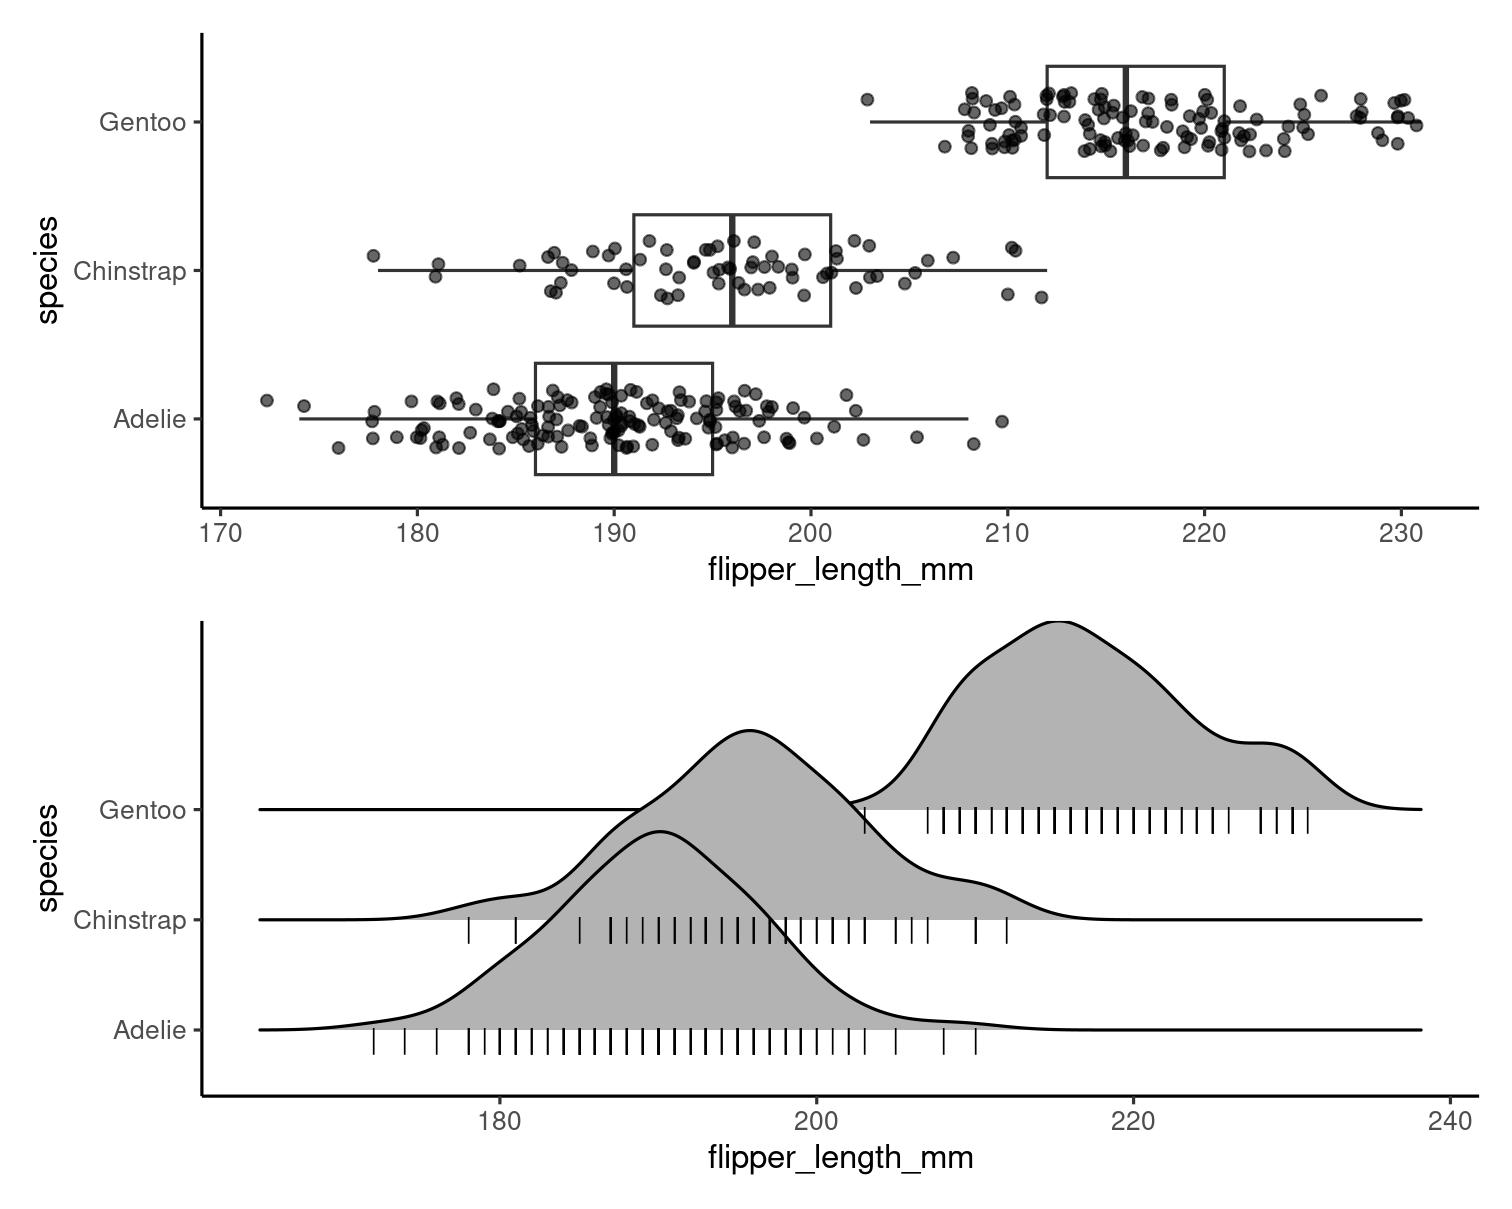 Gentoo
Chinstrap
Adelie
species
170 180 190 200 210 220 230
flipper_length_mm
Gentoo
Chinstrap
Adelie
species
180 200 220 240
flipper_length_mm